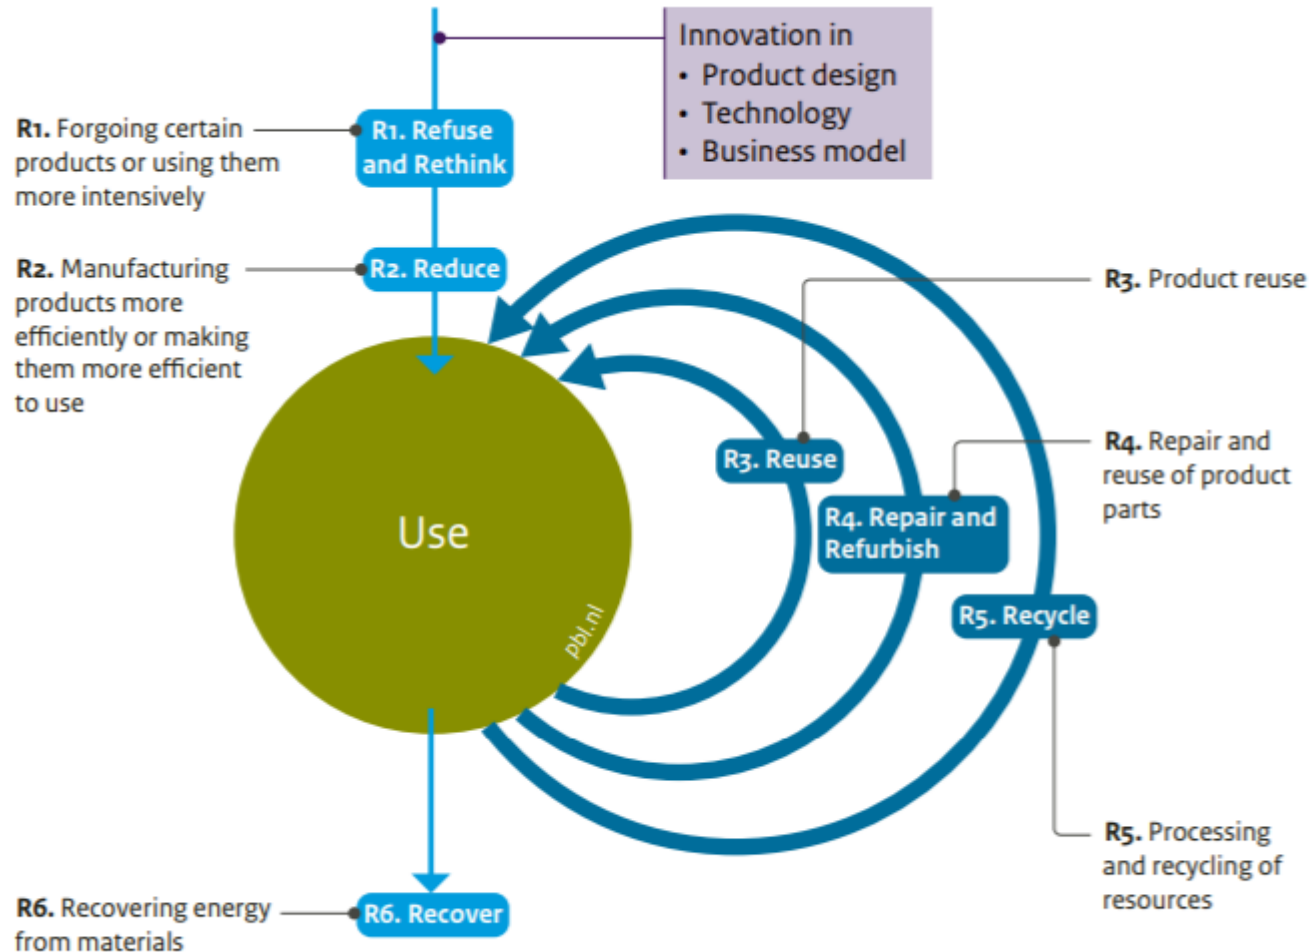 Innovation in
• Product design
• Technology
• Business model
R1. Forgoing certain
products or using them
more intensively
R1. Refuse
and Rethink
R2. Manufacturing
products more
efficiently or making
them more efficient
to use
R2. Reduce
R3. Product reuse
R3. Reuse
R4. Repair and
reuse of product
parts
R4. Repair and
Refurbish
Use
pbl.nl
R5. Recycle
R5. Processing
and recycling of
resources
R6. Recovering energy
from materials
R6. Recover